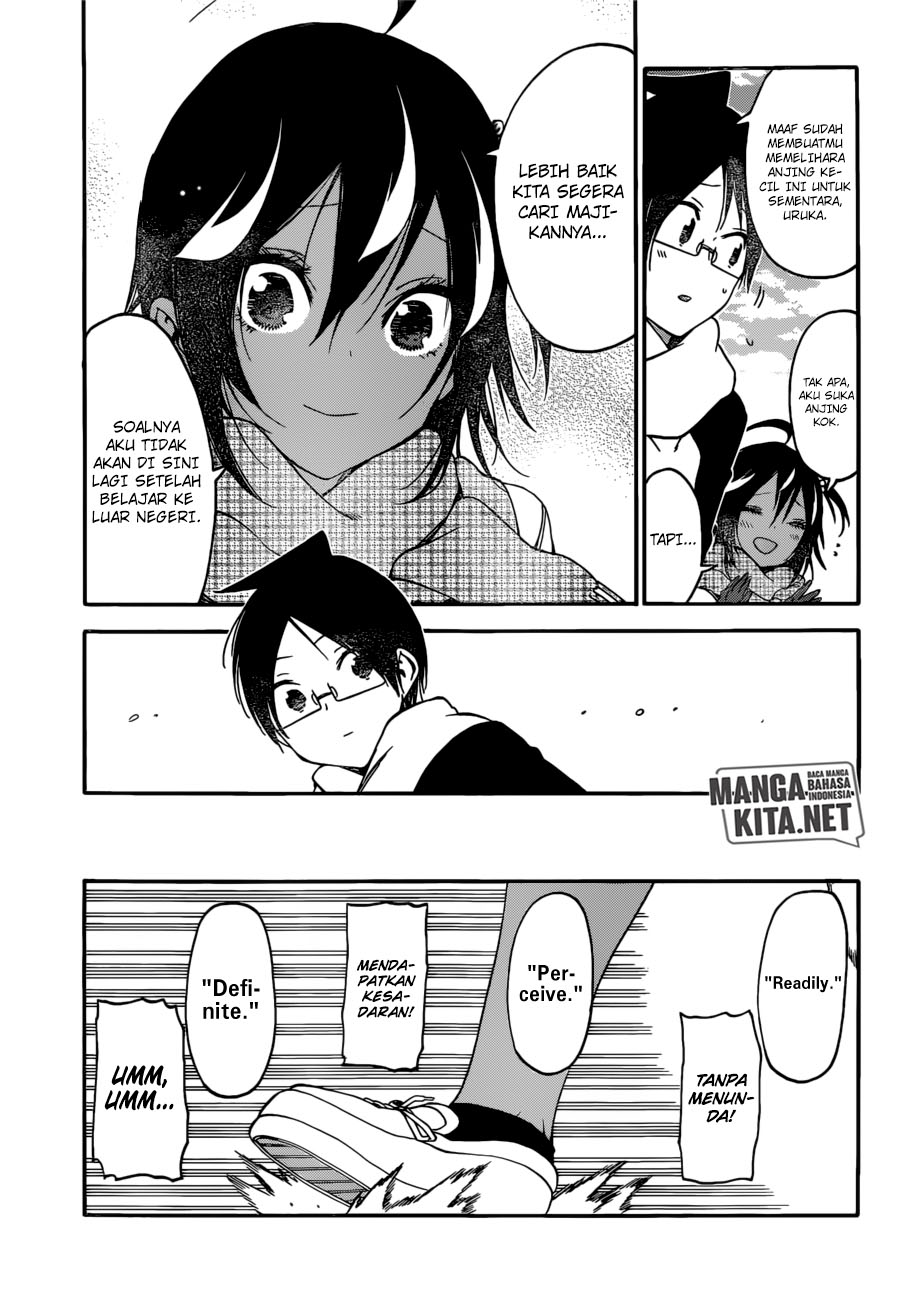 MAAF SUDAH
MEMBUATMU
MEMELIHARA
ANJING KE-
CIL INI UNTUK
SEMENTARA,
URUKA.
TAK APA,
AKU SUKA
ANJING
KOK.
TAPI...
LEBIH BAIK
KITA SEGERA
CARI MAJI-
KANNYA...
SOALNYA
AKU TIDAK
AKAN DI SINI
LAGI SETELAH
BELAJAR KE
LUAR NEGERI.
MANGA
KITA.NET
BACA MANGA
BAHASA
INDONESIA
"Readily."
TANPA
MENUN-
DA!
"Per-
ceive."
MENDA-
PATKAN
KESA-
DARAN!
"Defi-
nite."
UMM,
UMM...